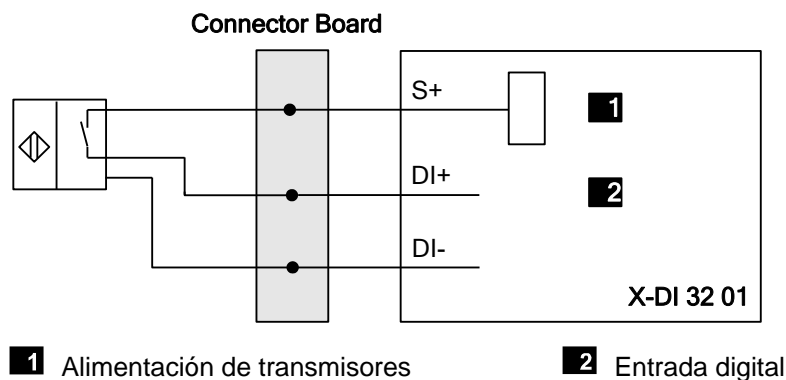 Connector Board
S+
1
DI+
2
DI-
X-DI 32 01
1 Alimentación de transmisores
2 Entrada digital